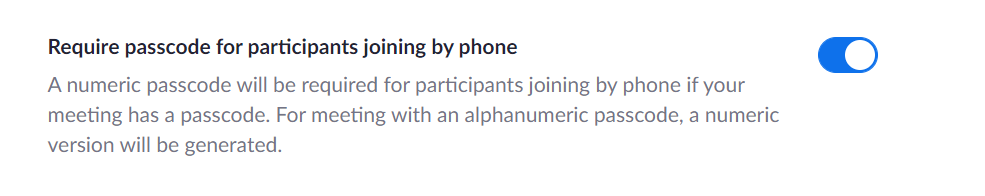 Require passcode for participants joining by phone
A numeric passcode will be required for participants joining by phone if your
meeting has a passcode. For meeting with an alphanumeric passcode, a numeric
version will be generated.